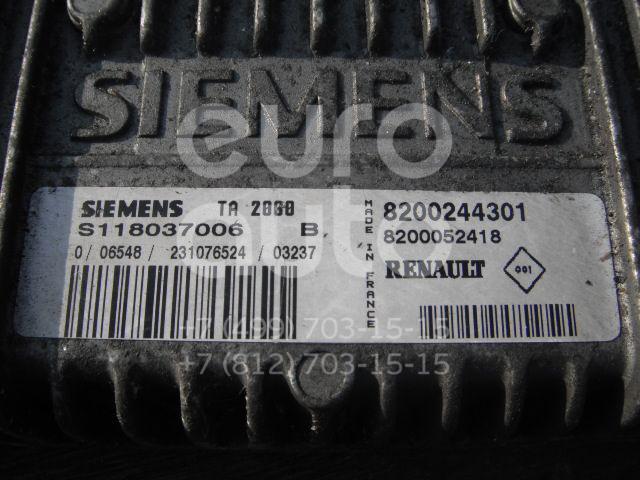 SIEMENS
euro
auto
SIEMENS TA 2000
S118037006 B
0/ 06548 / 231076524 / 03237
MADE IN FRANCE
8200244301
8200052418
RENAULT
001
+7 (499) 703-15-15
+7 (812) 703-15-15